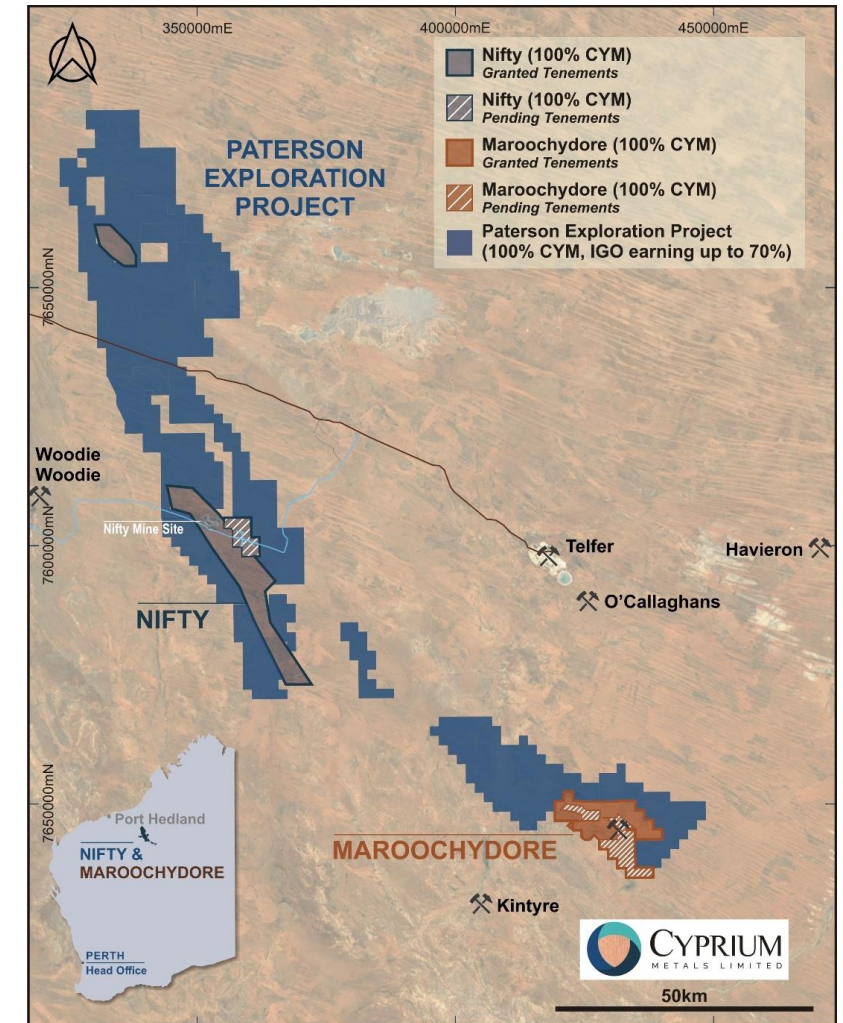 350000mE
400000mE
450000mE
Nifty (100% CYM)
Granted Tenements
Nifty (100% CYM)
Pending Tenements
Maroochydore (100% CYM)
Granted Tenements
Maroochydore (100% CYM)
Pending Tenements
Paterson Exploration Project
(100% CYM, IGO earning up to 70%)
PATERSON
EXPLORATION
PROJECT
7650000mN
Woodie
Woodie
Nifty Mine Site
7600000mN
Telfer
Havieron
O'Callaghans
NIFTY
7650000mN
Port Hedland
NIFTY &
MAROOCHYDORE
PERTH
Head Office
MAROOCHYDORE
Kintyre
CYPRIUM
METALS LIMITED
50km